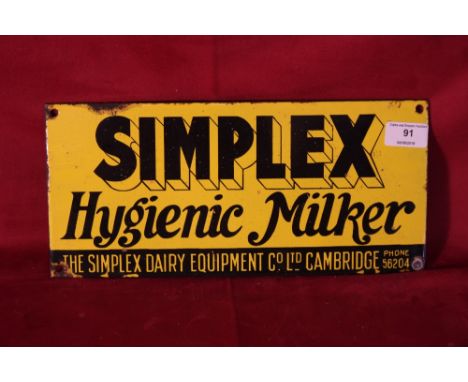 SIMPLEX
Hygienic Milker
THE SIMPLEX DAIRY EQUIPMENT CO LTD CAMBRIDGE PHONE 56204
91